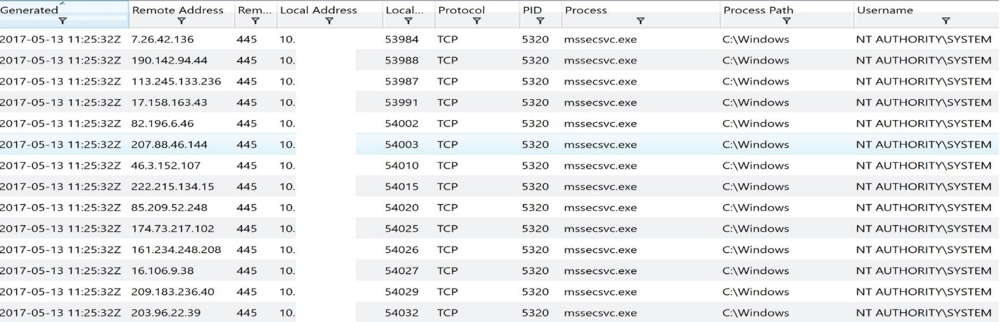 Generated Remote Address Rem... Local Address Local... Protocol PID Process Process Path Username
2017-05-13 11:25:32Z 7.26.42.136 445 10. 53984 TCP 5320 mssecsvc.exe C:\Windows NT AUTHORITY\SYSTEM
2017-05-13 11:25:32Z 190.142.94.44 445 10. 53988 TCP 5320 mssecsvc.exe C:\Windows NT AUTHORITY\SYSTEM
2017-05-13 11:25:32Z 113.245.133.236 445 10. 53987 TCP 5320 mssecsvc.exe C:\Windows NT AUTHORITY\SYSTEM
2017-05-13 11:25:32Z 17.158.163.43 445 10. 53991 TCP 5320 mssecsvc.exe C:\Windows NT AUTHORITY\SYSTEM
2017-05-13 11:25:32Z 82.196.6.46 445 10. 54002 TCP 5320 mssecsvc.exe C:\Windows NT AUTHORITY\SYSTEM
2017-05-13 11:25:32Z 207.88.46.144 445 10. 54003 TCP 5320 mssecsvc.exe C:\Windows NT AUTHORITY\SYSTEM
2017-05-13 11:25:32Z 46.3.152.107 445 10. 54010 TCP 5320 mssecsvc.exe C:\Windows NT AUTHORITY\SYSTEM
2017-05-13 11:25:32Z 222.215.134.15 445 10. 54015 TCP 5320 mssecsvc.exe C:\Windows NT AUTHORITY\SYSTEM
2017-05-13 11:25:32Z 85.209.52.248 445 10. 54020 TCP 5320 mssecsvc.exe C:\Windows NT AUTHORITY\SYSTEM
2017-05-13 11:25:32Z 174.73.217.102 445 10. 54025 TCP 5320 mssecsvc.exe C:\Windows NT AUTHORITY\SYSTEM
2017-05-13 11:25:32Z 161.234.248.208 445 10. 54026 TCP 5320 mssecsvc.exe C:\Windows NT AUTHORITY\SYSTEM
2017-05-13 11:25:32Z 16.106.9.38 445 10. 54027 TCP 5320 mssecsvc.exe C:\Windows NT AUTHORITY\SYSTEM
2017-05-13 11:25:32Z 209.183.236.40 445 10. 54029 TCP 5320 mssecsvc.exe C:\Windows NT AUTHORITY\SYSTEM
2017-05-13 11:25:32Z 203.96.22.39 445 10. 54032 TCP 5320 mssecsvc.exe C:\Windows NT AUTHORITY\SYSTEM